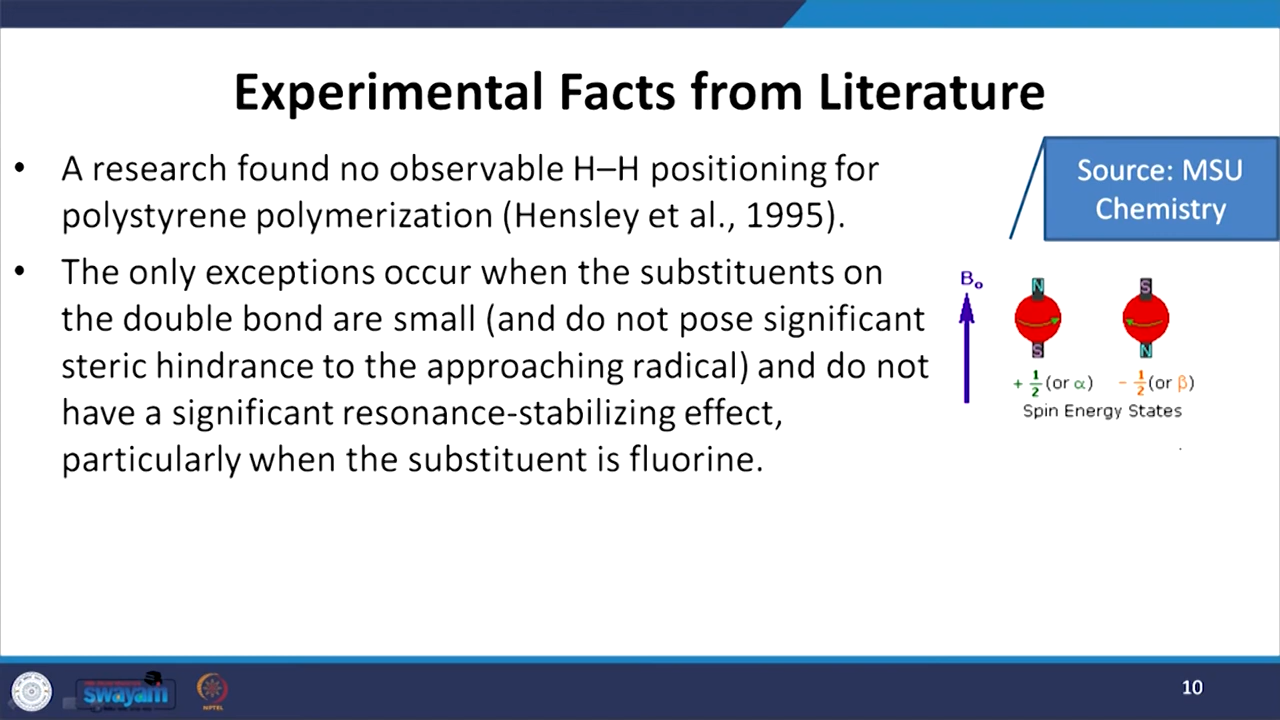 Experimental Facts from Literature
• A research found no observable H–H positioning for
polystyrene polymerization (Hensley et al., 1995).
• The only exceptions occur when the substituents on
the double bond are small (and do not pose significant
steric hindrance to the approaching radical) and do not
have a significant resonance-stabilizing effect,
particularly when the substituent is fluorine.
Source: MSU
Chemistry
B₀
N S
S N
+ 1/2 (or α) - 1/2 (or β)
Spin Energy States
swayam
NPTEL
10